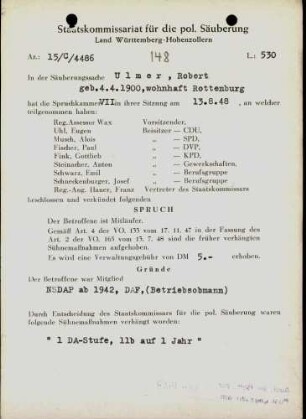 Staatskommissariat für die pol. Säuberung
Land Württemberg-Hohenzollern
Az.: 15/C/4486 148 L.: 530
In der Säuberungssache Ulmer, Robert
geb.4.4.1900,wohnhaft Rottenburg
hat die Spruchkammer VII in ihrer Sitzung am 13.8.48 , an welcher
teilgenommen haben:
Reg.Assessor Wax Vorsitzender,
Uhl, Eugen Beisitzer — CDU,
Musch, Alois „ — SPD,
Fischer, Paul „ — DVP,
Fink, Gottlieb „ — KPD,
Steinacher, Anton „ — Gewerkschaften,
Schwarz, Emil „ — Berufsgruppe
Schneckenburger, Josef „ — Berufsgruppe
Reg.-Ang. Hauer, Franz Vertreter des Staatskommissars
beschlossen und verkündet folgenden
SPRUCH
Der Betroffene ist Mitläufer.
Gemäß Art. 4 der VO. 133 vom 17. 11. 47 in der Fassung des
Art. 2 der VO. 165 vom 13. 7. 48 sind die früher verhängten
Sühnemaßnahmen aufgehoben.
Es wird eine Verwaltungsgebühr von DM 5.- erhoben.
Gründe
Der Betroffene war Mitglied
NSDAP ab 1942, DAF,(Betriebsobmann)
Durch Entscheidung des Staatskommissars für die pol. Säuberung waren
folgende Sühnemaßnahmen verhängt worden:
" 1 DA-Stufe, 11b auf 1 Jahr "